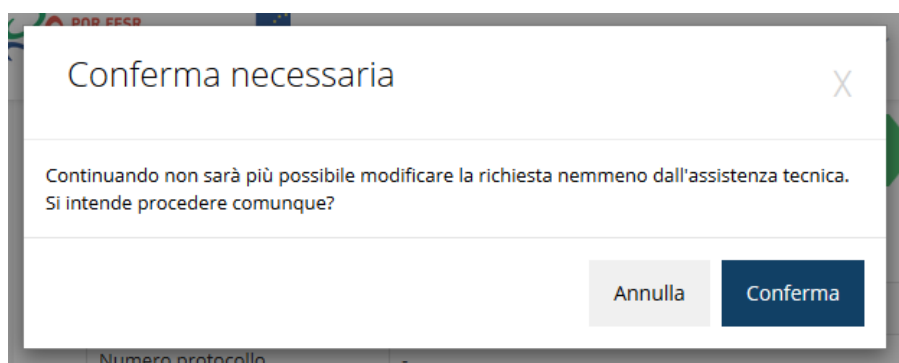 POR FESR
Conferma necessaria
X
Continuando non sarà più possibile modificare la richiesta nemmeno dall'assistenza tecnica.
Si intende procedere comunque?
Annulla
Conferma
Numero protocollo
-